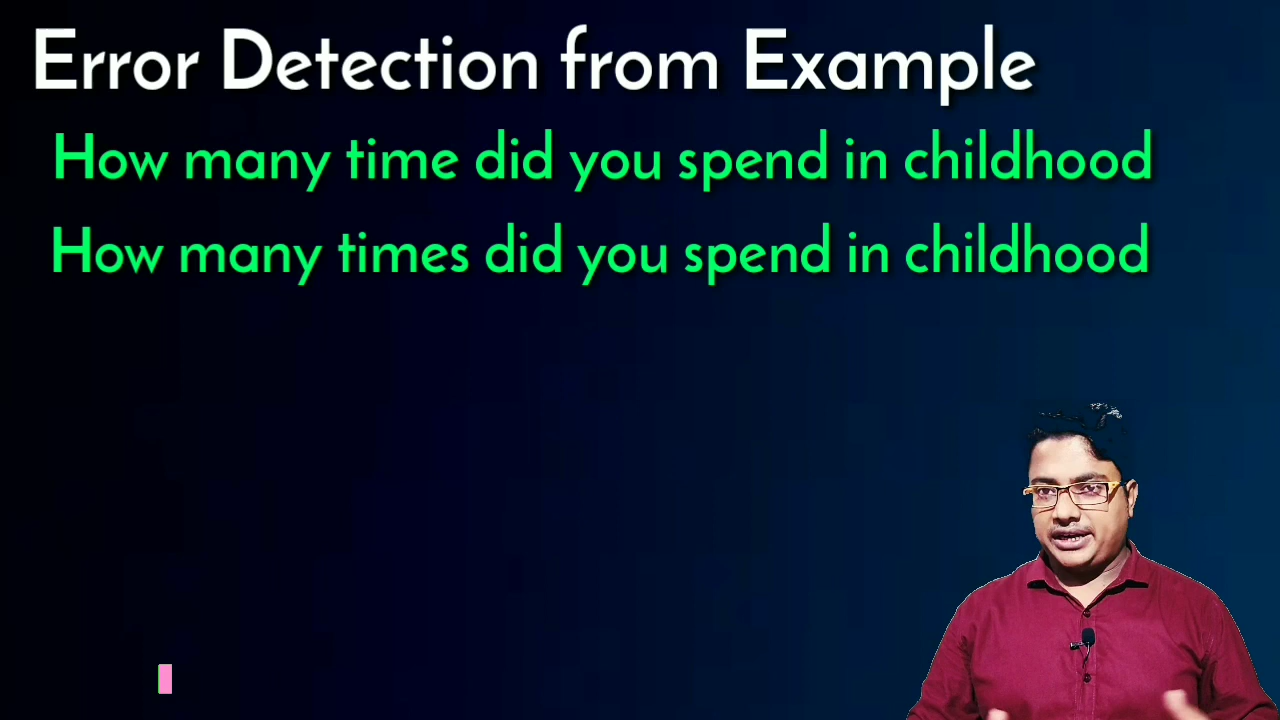 Error Detection from Example
How many time did you spend in childhood
How many times did you spend in childhood